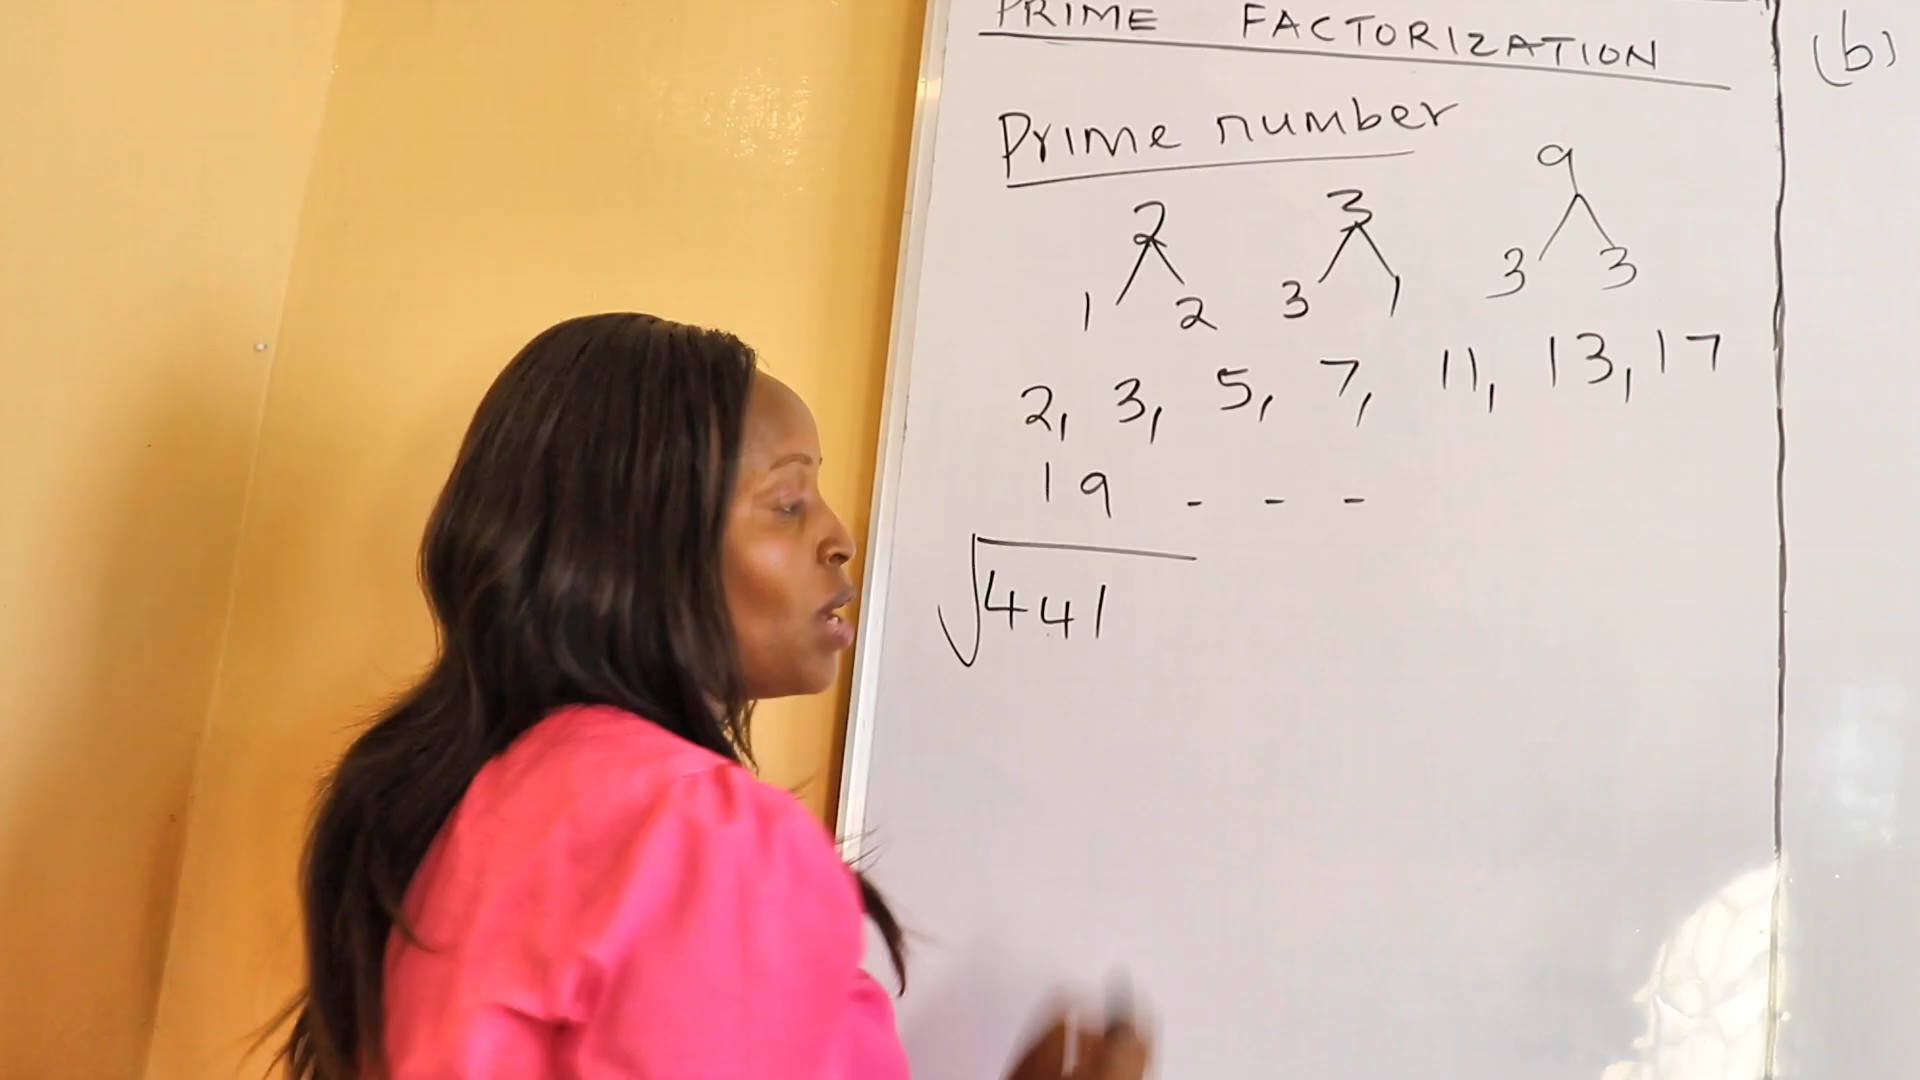 PRIME FACTORIZATION
(b)
Prime number
2 3 9
1 2 3 1 3 3
2, 3, 5, 7, 11, 13, 17
19 - - -
√441